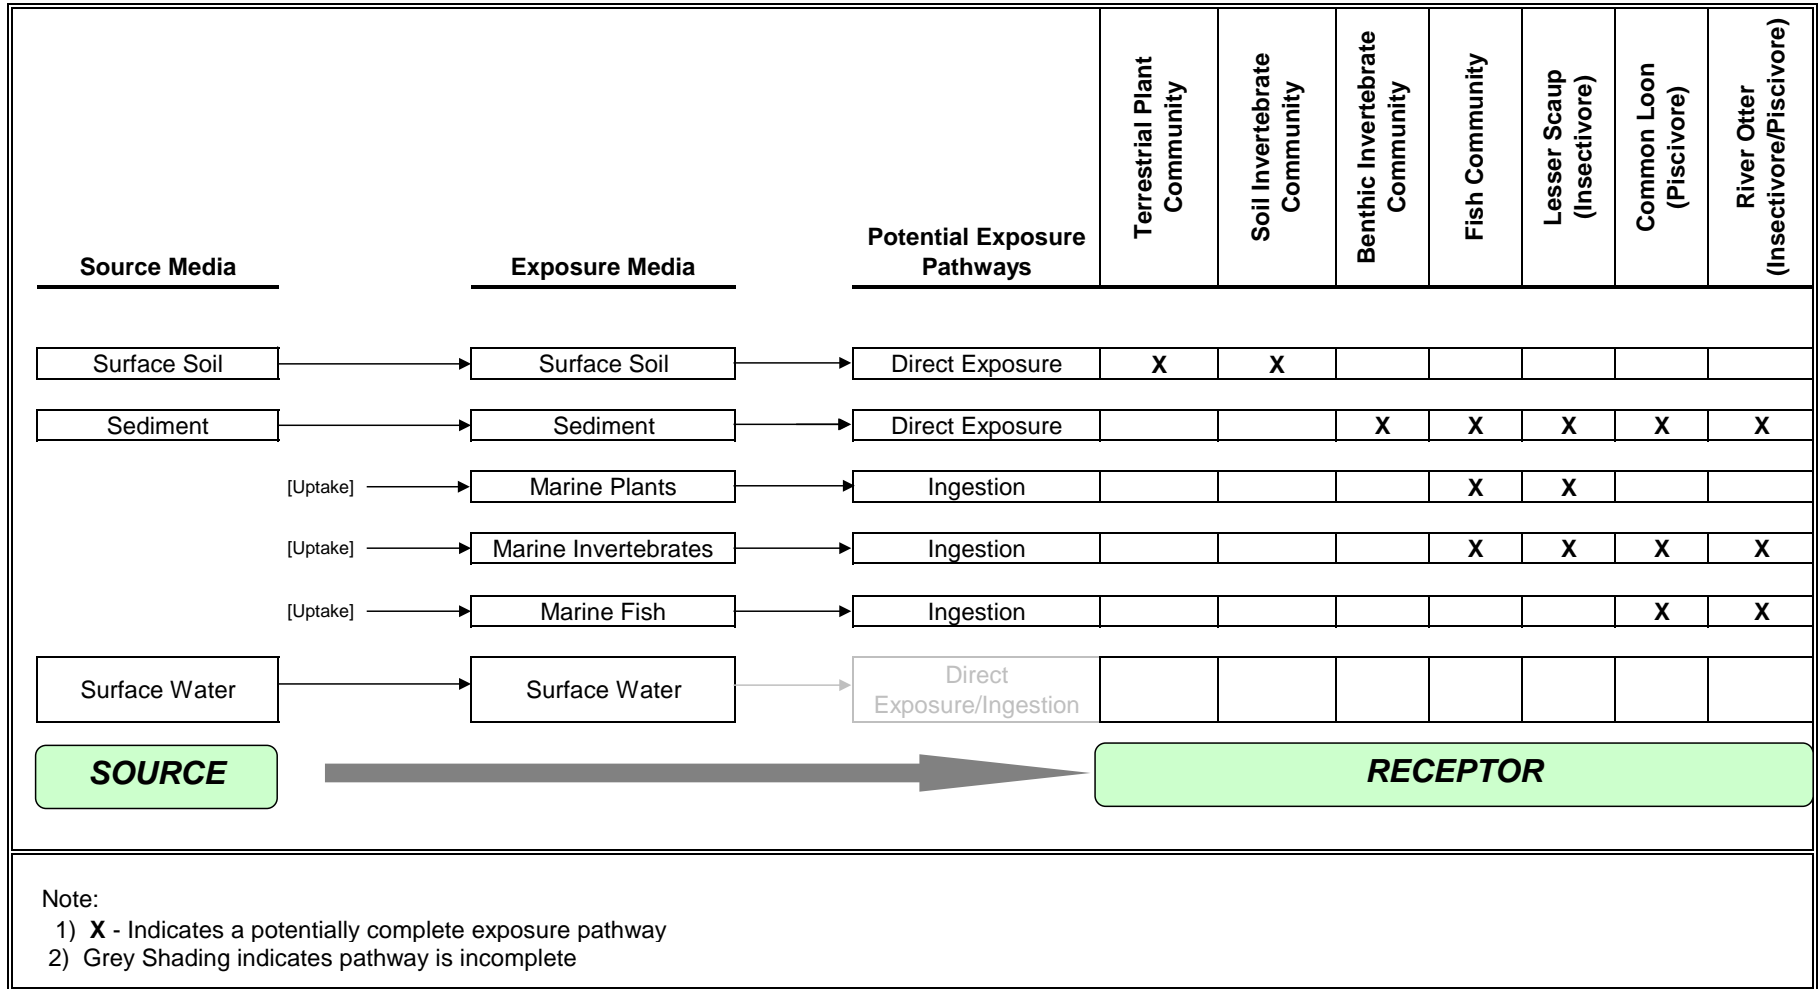 Terrestrial Plant
Community
Soil Invertebrate
Community
Benthic Invertebrate
Community
Fish Community
Lesser Scaup
(Insectivore)
Common Loon
(Piscivore)
River Otter
(Insectivore/Piscivore)
Source Media
Exposure Media
Potential Exposure
Pathways
Surface Soil Surface Soil Direct Exposure X X
Sediment Sediment Direct Exposure X X X X X
[Uptake] Marine Plants Ingestion X X
[Uptake] Marine Invertebrates Ingestion X X X X
[Uptake] Marine Fish Ingestion X X
Surface Water Surface Water Direct
Exposure/Ingestion
SOURCE RECEPTOR
Note:
1) X - Indicates a potentially complete exposure pathway
2) Grey Shading indicates pathway is incomplete